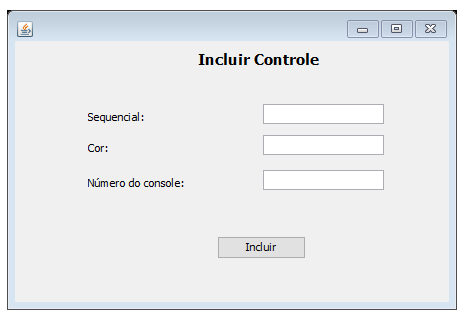 Incluir Controle
Sequencial:
Cor:
Número do console:
Incluir